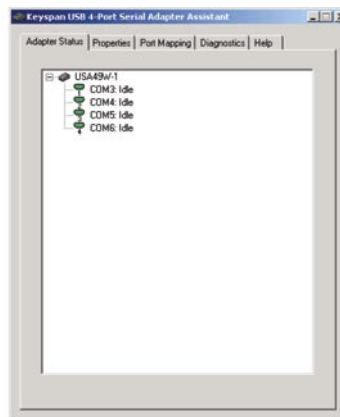 Keyspan USB 4-Port Serial Adapter Assistant
Adapter Status Properties Port Mapping Diagnostics Help
USA49W-1
COM3: Idle
COM4: Idle
COM5: Idle
COM6: Idle